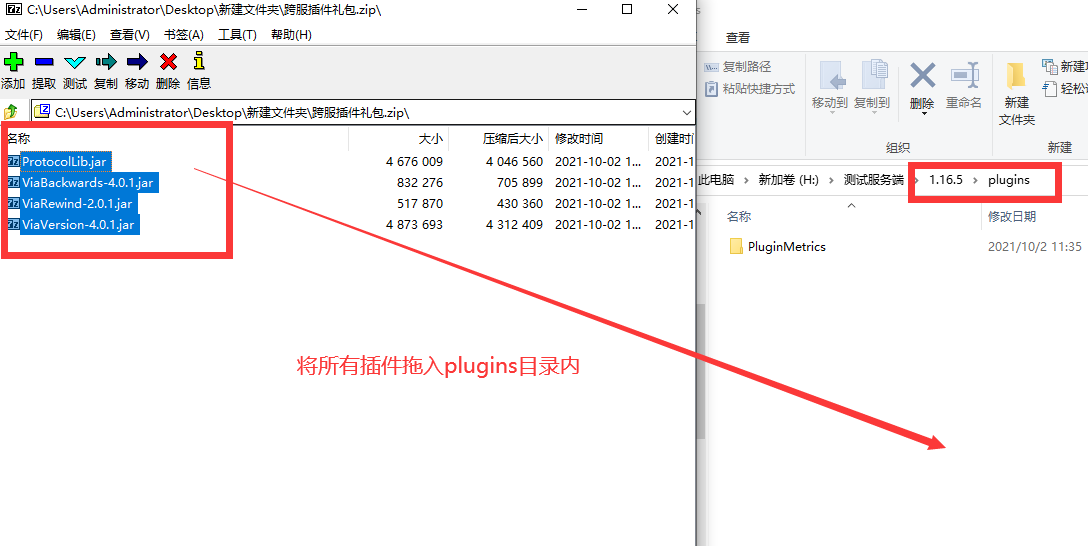 C:\Users\Administrator\Desktop\新建文件夹\跨服插件礼包.zip\
文件(F) 编辑(E) 查看(V) 书签(A) 工具(T) 帮助(H)
添加 提取 测试 复制 移动 删除 信息
C:\Users\Administrator\Desktop\新建文件夹\跨服插件礼包.zip\
名称 大小 压缩后大小 修改时间 创建时
ProtocolLib.jar 4 676 009 4 046 560 2021-10-02 1... 2021-1
ViaBackwards-4.0.1.jar 832 276 705 899 2021-10-02 1... 2021-1
ViaRewind-2.0.1.jar 517 870 430 360 2021-10-02 1... 2021-1
ViaVersion-4.0.1.jar 4 873 693 4 312 409 2021-10-02 1... 2021-1
将所有插件拖入plugins目录内
查看
复制路径
粘贴快捷方式
移动到 复制到 删除 重命名
新建
文件夹
新建
轻松
组织 新建
此电脑 新加卷 (H:) 测试服务端 1.16.5 plugins
名称 修改日期
PluginMetrics 2021/10/2 11:35